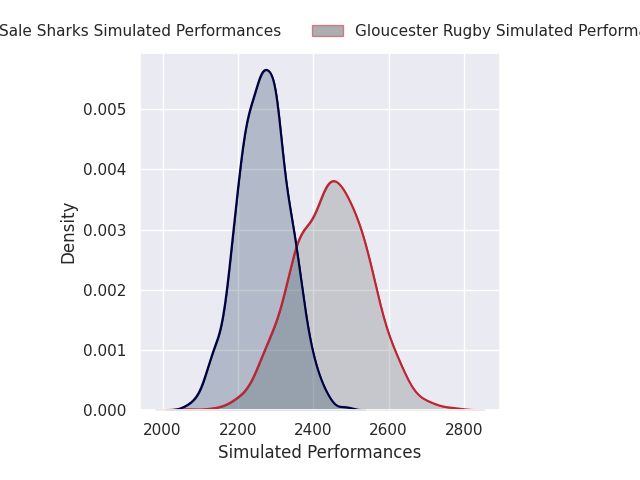 Sale Sharks Simulated Performances
Gloucester Rugby Simulated
0.005
0.004
0.003
0.002
0.001
0.000
Density
2000 2200 2400 2600 2800
Simulated Performances